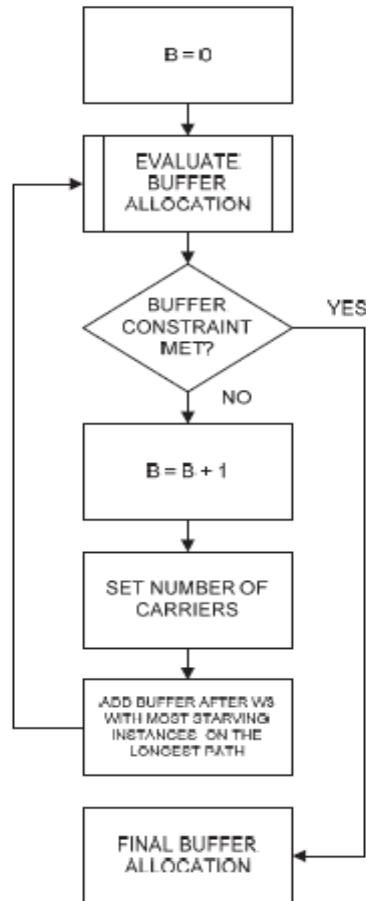 B = 0
EVALUATE
BUFFER
ALLOCATION
BUFFER
CONSTRAINT
MET?
YES
NO
B = B + 1
SET NUMBER OF
CARRIERS
ADD BUFFER AFTER WS
WITH MOST STARVING
INSTANCES ON THE
LONGEST PATH
FINAL BUFFER
ALLOCATION